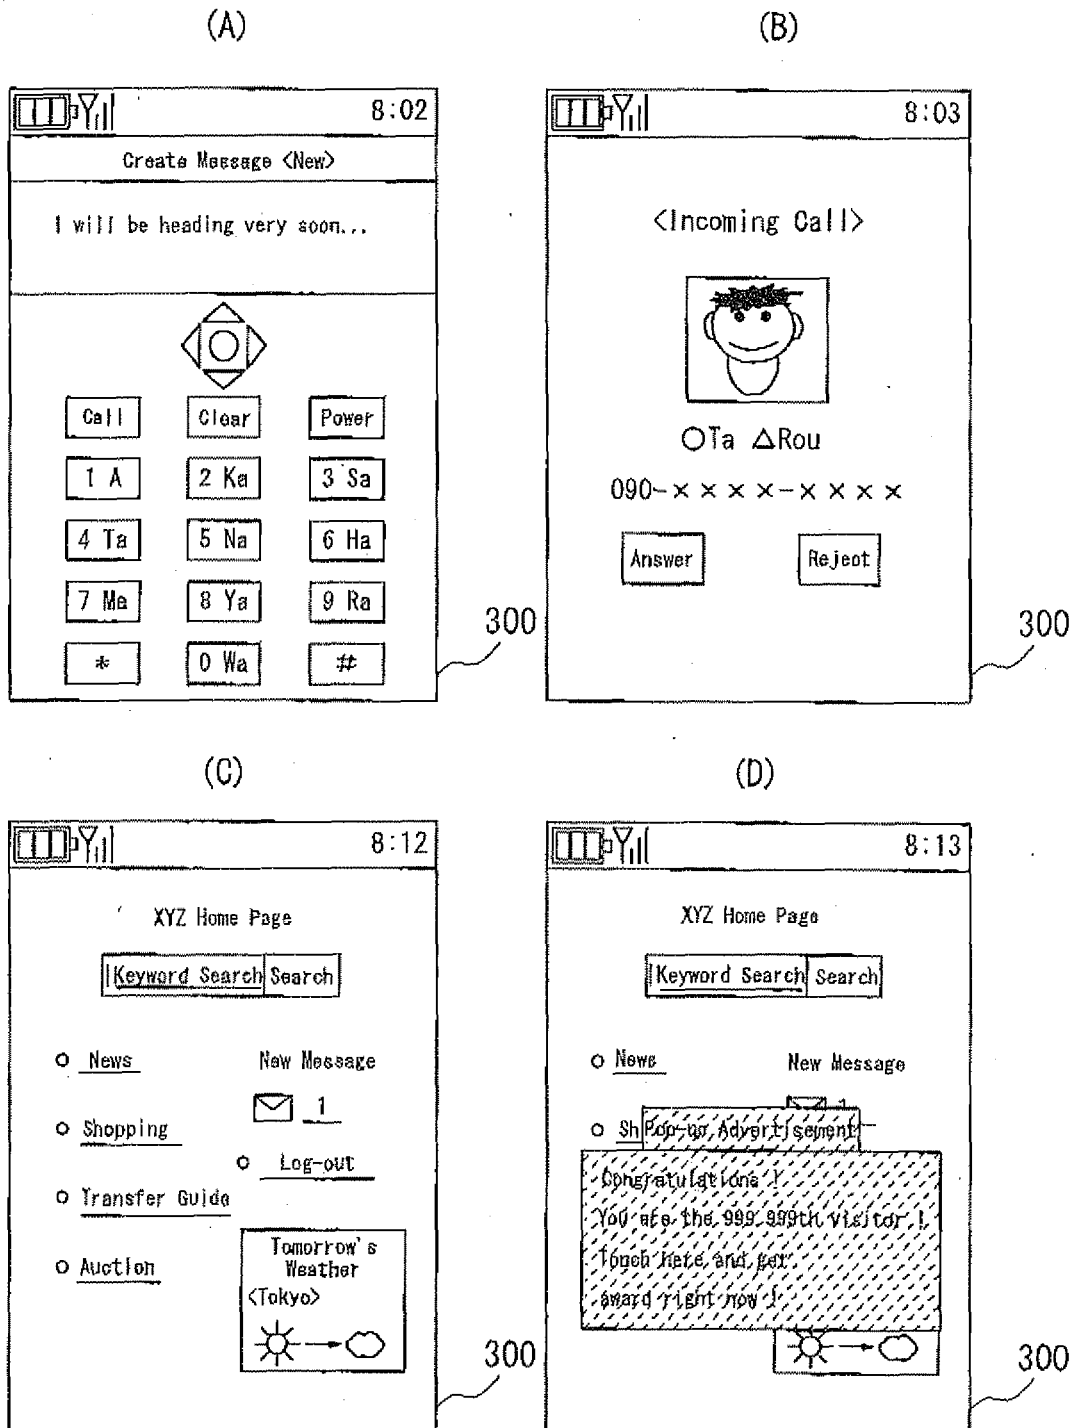 (A)
8:02
Create Message <New>
I will be heading very soon...
Call Clear Power
1 A 2 Ka 3 Sa
4 Ta 5 Na 6 Ha
7 Ma 8 Ya 9 Ra
* 0 Wa #
300
(B)
8:03
<Incoming Call>
○Ta △Rou
090-××××-××××
Answer Reject
300
(C)
8:12
XYZ Home Page
Keyword Search Search
News
Shopping
Transfer Guide
Auction
New Message
1
Log-out
Tomorrow's
Weather
<Tokyo>
300
(D)
8:13
XYZ Home Page
Keyword Search Search
News
New Message
1
Sh
Pop-up Advertisement
Congratulations !
You are the 999,999th visitor !
Touch here and get
award right now !
300